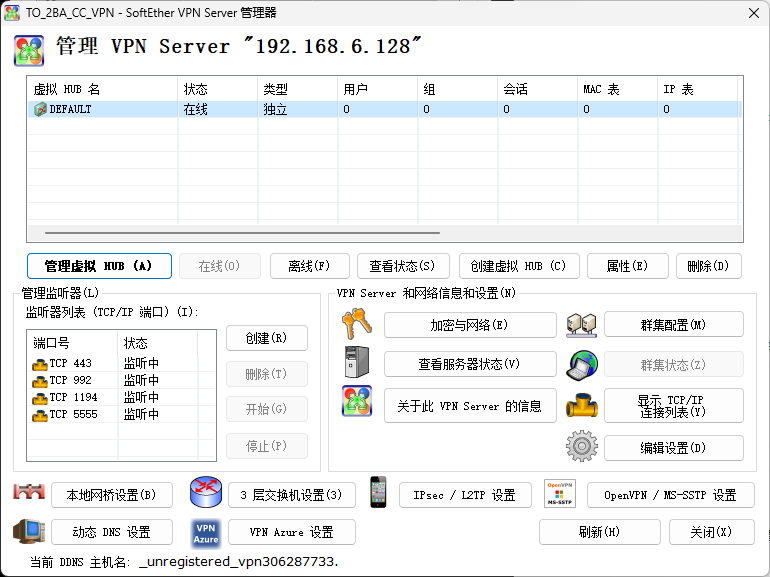 TO_2BA_CC_VPN - SoftEther VPN Server 管理器
管理 VPN Server "192.168.6.128"
虚拟 HUB 名 状态 类型 用户 组 会话 MAC 表 IP 表
DEFAULT 在线 独立 0 0 0 0 0
管理虚拟 HUB (A) 在线(O) 离线(F) 查看状态(S) 创建虚拟 HUB (C) 属性(E) 删除(D)
管理监听器(L)
监听器列表 (TCP/IP 端口) (I):
端口号 状态
TCP 443 监听中
TCP 992 监听中
TCP 1194 监听中
TCP 5555 监听中
创建(R)
删除(T)
开始(G)
停止(P)
VPN Server 和网络信息和设置(N)
加密与网络(E) 群集配置(M)
查看服务器状态(V) 群集状态(Z)
关于此 VPN Server 的信息 显示 TCP/IP
连接列表(Y)
编辑设置(D)
本地网桥设置(B) 3 层交换机设置(3) IPsec / L2TP 设置 OpenVPN
MS-SSTP OpenVPN / MS-SSTP 设置
动态 DNS 设置 VPN
Azure VPN Azure 设置 刷新(H) 关闭(X)
当前 DDNS 主机名: _unregistered_vpn306287733.